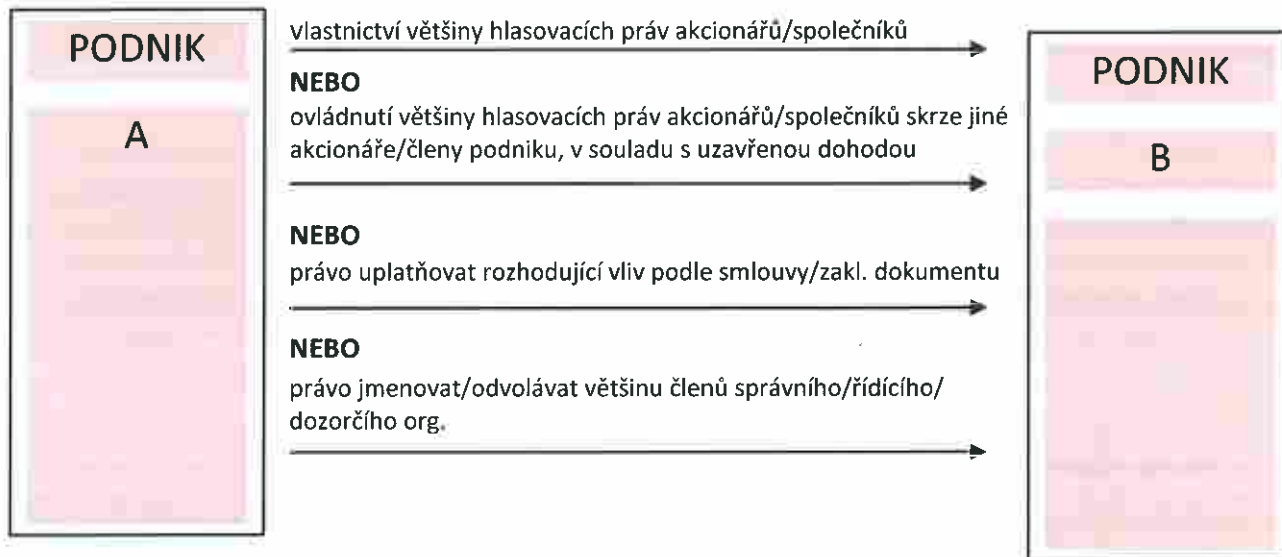 PODNIK
A
vlastnictví většiny hlasovacích práv akcionářů/společníků
NEBO
ovládnutí většiny hlasovacích práv akcionářů/společníků skrze jiné
akcionáře/členy podniku, v souladu s uzavřenou dohodou
NEBO
právo uplatňovat rozhodující vliv podle smlouvy/zakl. dokumentu
NEBO
právo jmenovat/odvolávat většinu členů správního/řídícího/
dozorčího org.
PODNIK
B